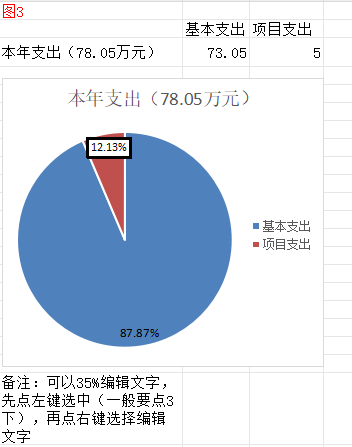 图3
基本支出 项目支出
本年支出（78.05万元） 73.05 5
本年支出（78.05万元）
12.13%
基本支出
项目支出
87.87%
备注：可以35%编辑文字，
先点左键选中（一般要点3
下），再点右键选择编辑
文字